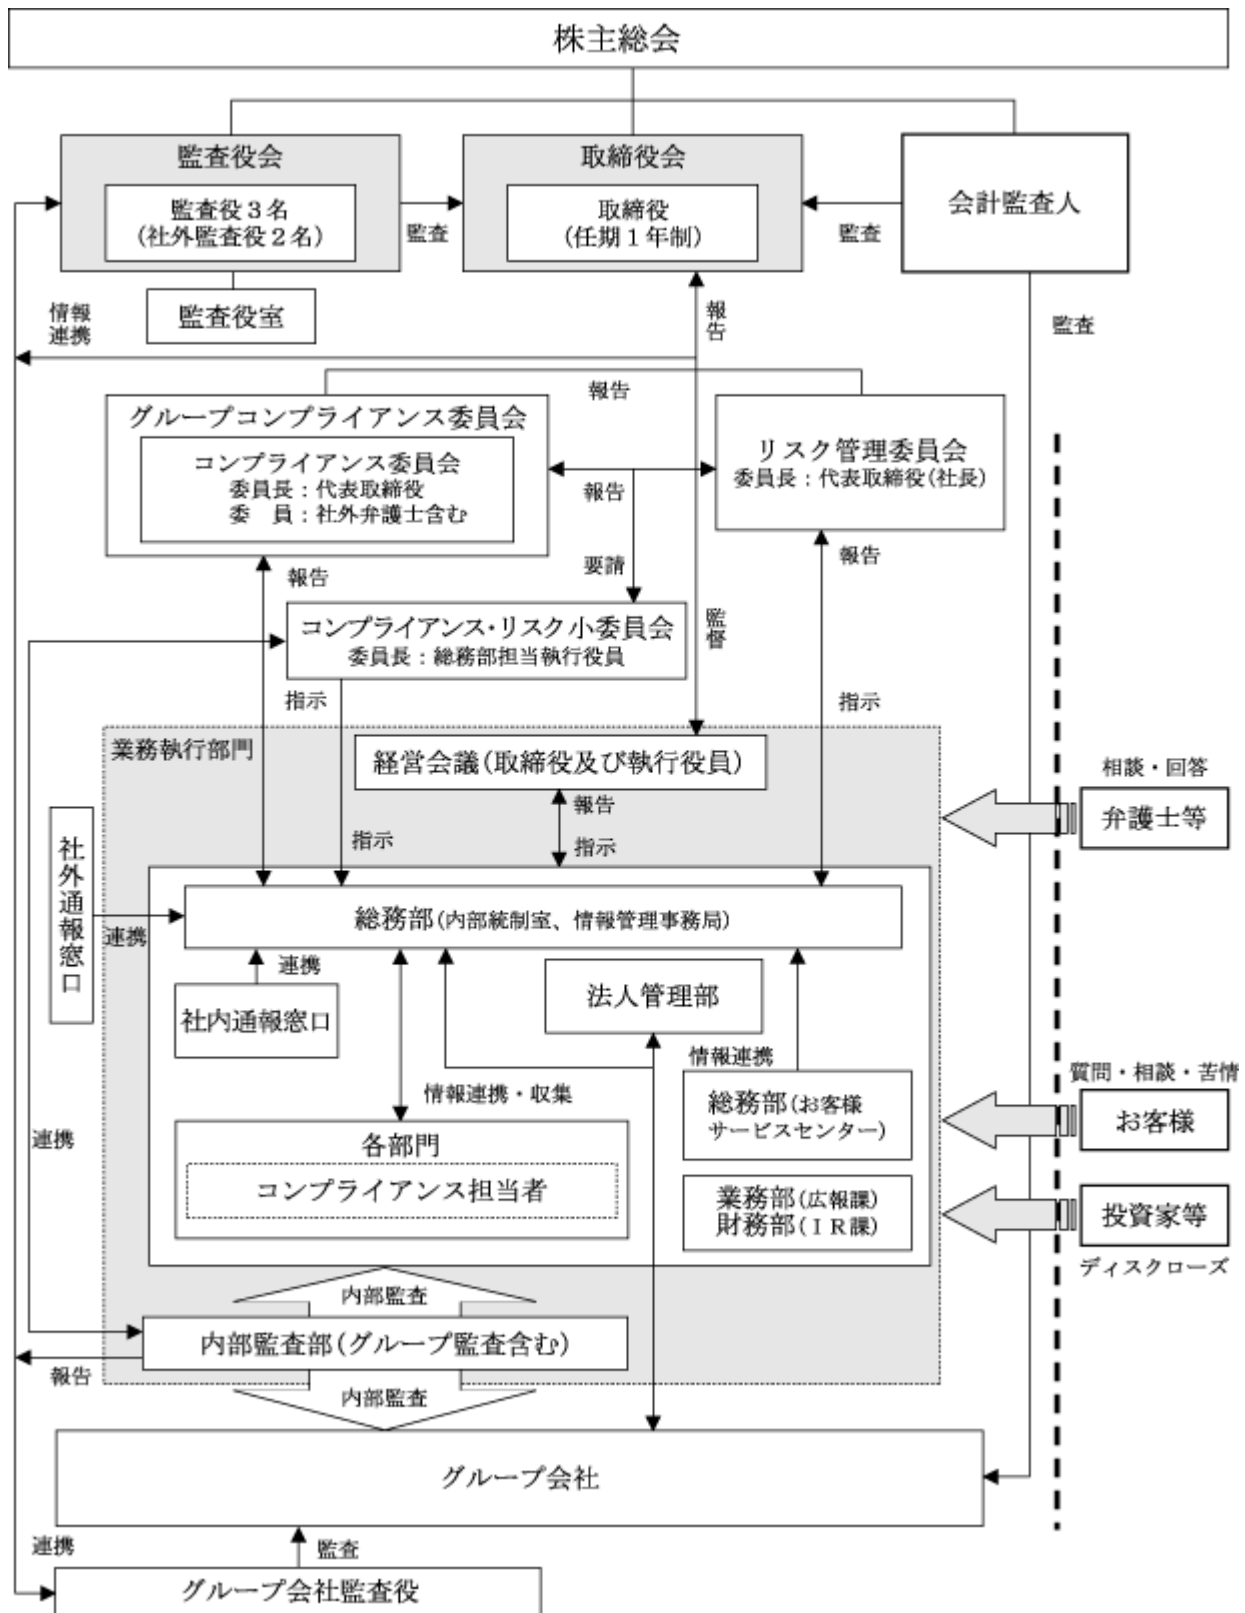 株主総会
監査役会
監査役３名
(社外監査役２名)
監査
取締役会
取締役
(任期１年制)
監査
会計監査人
監査役室
情報
連携
報告
監査
報告
グループコンプライアンス委員会
コンプライアンス委員会
委員長：代表取締役
委　員：社外弁護士含む
報告
リスク管理委員会
委員長：代表取締役(社長)
報告
要請
報告
コンプライアンス・リスク小委員会
委員長：総務部担当執行役員
監督
指示
指示
業務執行部門
経営会議(取締役及び執行役員)
報告
指示
指示
相談・回答
弁護士等
社外通報窓口
連携
総務部(内部統制室、情報管理事務局)
連携
社内通報窓口
法人管理部
情報連携
情報連携・収集
総務部(お客様
サービスセンター)
質問・相談・苦情
お客様
連携
各部門
コンプライアンス担当者
業務部(広報課)
財務部(ＩＲ課)
投資家等
ディスクローズ
内部監査
内部監査部(グループ監査含む)
報告
内部監査
グループ会社
連携
監査
グループ会社監査役